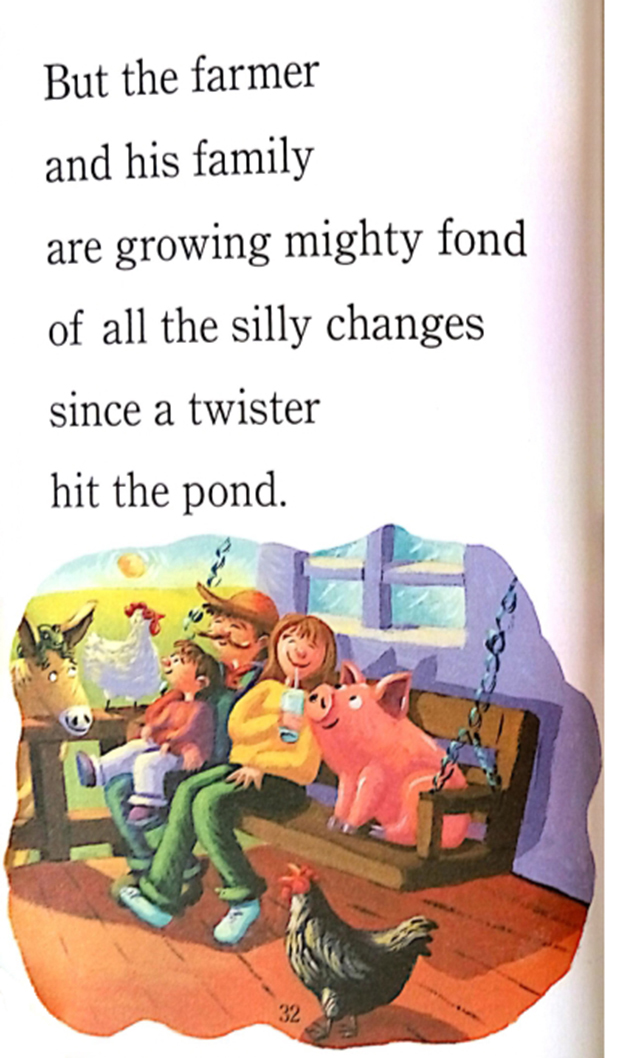 But the farmer
and his family
are growing mighty fond
of all the silly changes
since a twister
hit the pond.
32